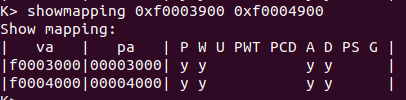 K> showmapping 0xf0003900 0xf0004900
Show mapping:
|   va   |   pa   | P W U PWT PCD A D PS G |
|f0003000|00003000| y y           y y      |
|f0004000|00004000| y y           y y      |
K>